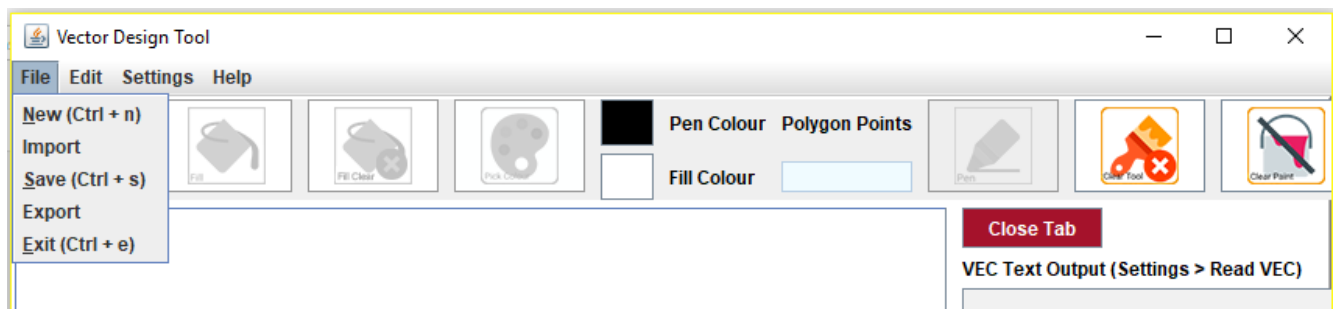 Vector Design Tool
File Edit Settings Help
New (Ctrl + n)
Import
Save (Ctrl + s)
Export
Exit (Ctrl + e)
Fill
Fill Clear
Pick Colour
Pen Colour
Fill Colour
Polygon Points
Pen
Clear Tool
Clear Paint
Close Tab
VEC Text Output (Settings > Read VEC)